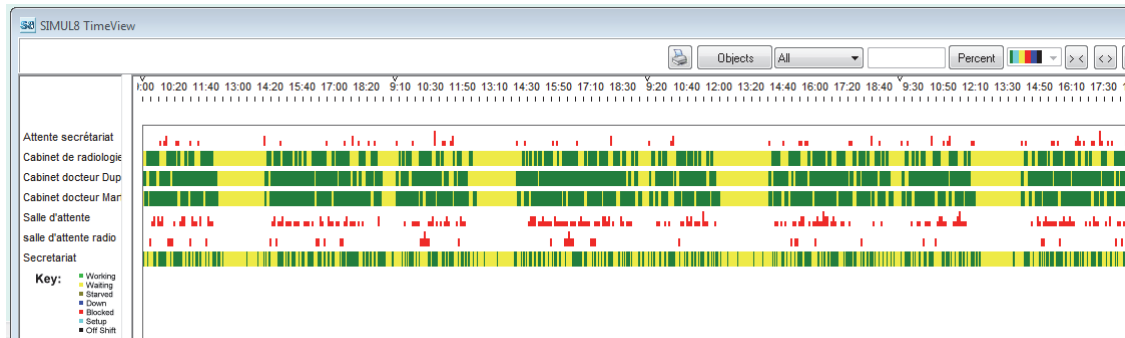 S8 SIMUL8 TimeView
Objects All Percent > < < >
):00 10:20 11:40 13:00 14:20 15:40 17:00 18:20 9:10 10:30 11:50 13:10 14:30 15:50 17:10 18:30 9:20 10:40 12:00 13:20 14:40 16:00 17:20 18:40 9:30 10:50 12:10 13:30 14:50 16:10 17:30
Attente secrétariat
Cabinet de radiologie
Cabinet docteur Dup
Cabinet docteur Mar
Salle d'attente
salle d'attente radio
Secretariat
Key:
Working
Waiting
Starved
Down
Blocked
Setup
Off Shift